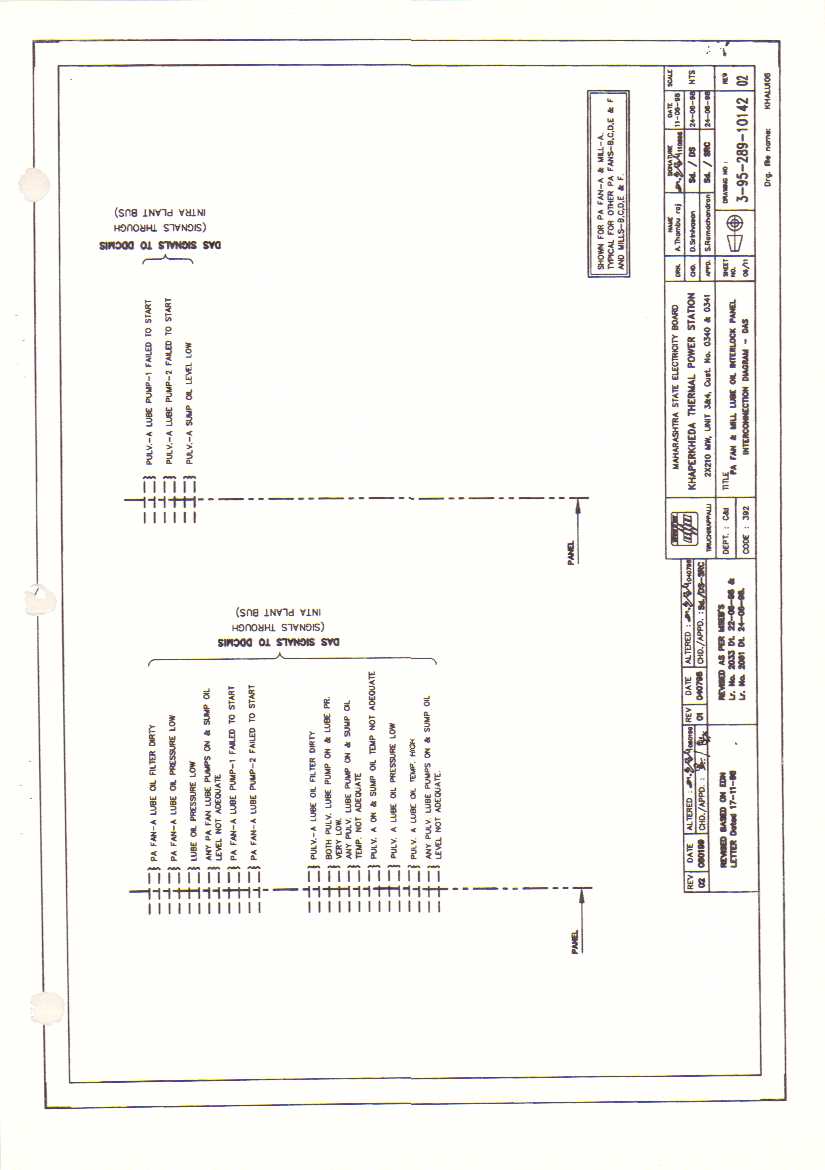 PA FAN-A LUBE OIL FILTER DIRTY
PA FAN-A LUBE OIL PRESSURE LOW
LUBE OIL PRESSURE LOW
ANY PA FAN LUBE PUMPS ON & SUMP OIL
LEVEL NOT ADEQUATE
PA FAN-A LUBE PUMP-1 FAILED TO START
PA FAN-A LUBE PUMP-2 FAILED TO START
PULV.-A LUBE OIL FILTER DIRTY
BOTH PULV. LUBE PUMP ON & LUBE PR.
VERY LOW.
ANY PULV. LUBE PUMP ON & SUMP OIL
TEMP. NOT ADEQUATE
PULV. A ON & SUMP OIL TEMP NOT ADEQUATE
PULV. A LUBE OIL PRESSURE LOW
PULV. A LUBE OIL TEMP. HIGH
ANY PULV. LUBE PUMPS ON & SUMP OIL
LEVEL NOT ADEQUATE.
DAS SIGNALS TO DDCMIS
(SIGNALS THROUGH
INTA PLANT BUS)
PANEL
PULV.-A LUBE PUMP-1 FAILED TO START
PULV.-A LUBE PUMP-2 FAILED TO START
PULV.-A SUMP OIL LEVEL LOW
DAS SIGNALS TO DDCMIS
(SIGNALS THROUGH
INTRA PLANT BUS)
PANEL
SHOWN FOR PA FAN-A & MILL-A.
TYPICAL FOR OTHER PA FANS-B,C,D,E & F
AND MILLS-B,C,D,E & F.
REV DATE ALTERED : 060199
02 060199 CHD./APPD. :
REVISED BASED ON EDN
LETTER Dated 17-11-98
REV DATE ALTERED : 040798
01 040798 CHD./APPD. :Sd./DS-SRC
REVISED AS PER MSEB'S
Lr. No. 2033 Dt. 22-06-98 &
Lr. No. 2081 Dt. 24-06-98.
TIRUCHIRAPPALLI
DEPT. : C&I
CODE : 392
MAHARASHTRA STATE ELECTRICITY BOARD
KHAPERKHEDA THERMAL POWER STATION
2X210 MW, UNIT 3&4, Cust. No. 0340 & 0341
TITLE
PA FAN & MILL LUBE OIL INTERLOCK PANEL
INTERCONNECTION DIAGRAM - DAS
NAME SIGNATURE DATE SCALE
DRN. A.Thambu raj 110698 11-06-98 NTS
CHD. D.Srinivasan Sd. / DS 24-06-98
APPD. S.Ramachandran Sd. / SRC 24-06-98
SHEET NO. 06/11
DRAWING NO : REV
3-95-289-10142 02
Drg. file name: KHALUI06